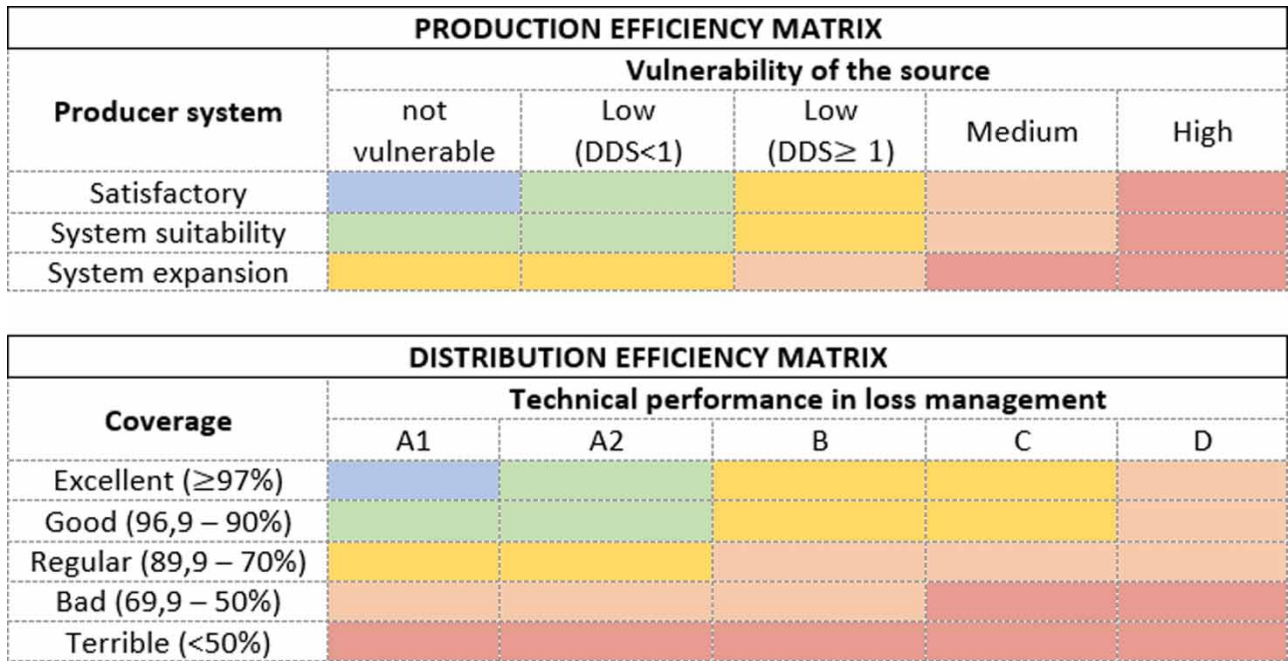 PRODUCTION EFFICIENCY MATRIX
Producer system
Vulnerability of the source
not vulnerable
Low (DDS<1)
Low (DDS≥ 1)
Medium
High
Satisfactory
System suitability
System expansion
DISTRIBUTION EFFICIENCY MATRIX
Coverage
Technical performance in loss management
A1
A2
B
C
D
Excellent (≥97%)
Good (96,9 – 90%)
Regular (89,9 – 70%)
Bad (69,9 – 50%)
Terrible (<50%)